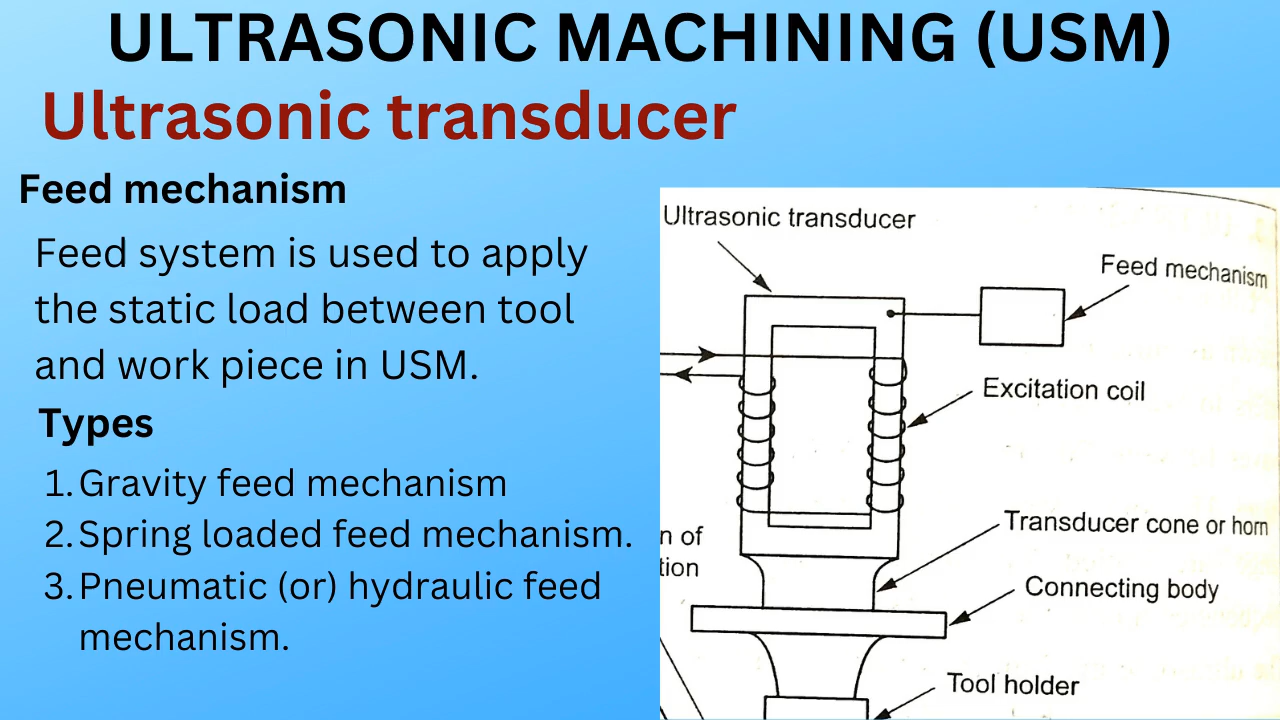 ULTRASONIC MACHINING (USM)
Ultrasonic transducer
Feed mechanism
Feed system is used to apply
the static load between tool
and work piece in USM.
Types
1. Gravity feed mechanism
2. Spring loaded feed mechanism.
3. Pneumatic (or) hydraulic feed
mechanism.
Ultrasonic transducer
Feed mechanism
Excitation coil
n of
tion
Transducer cone or horn
Connecting body
Tool holder